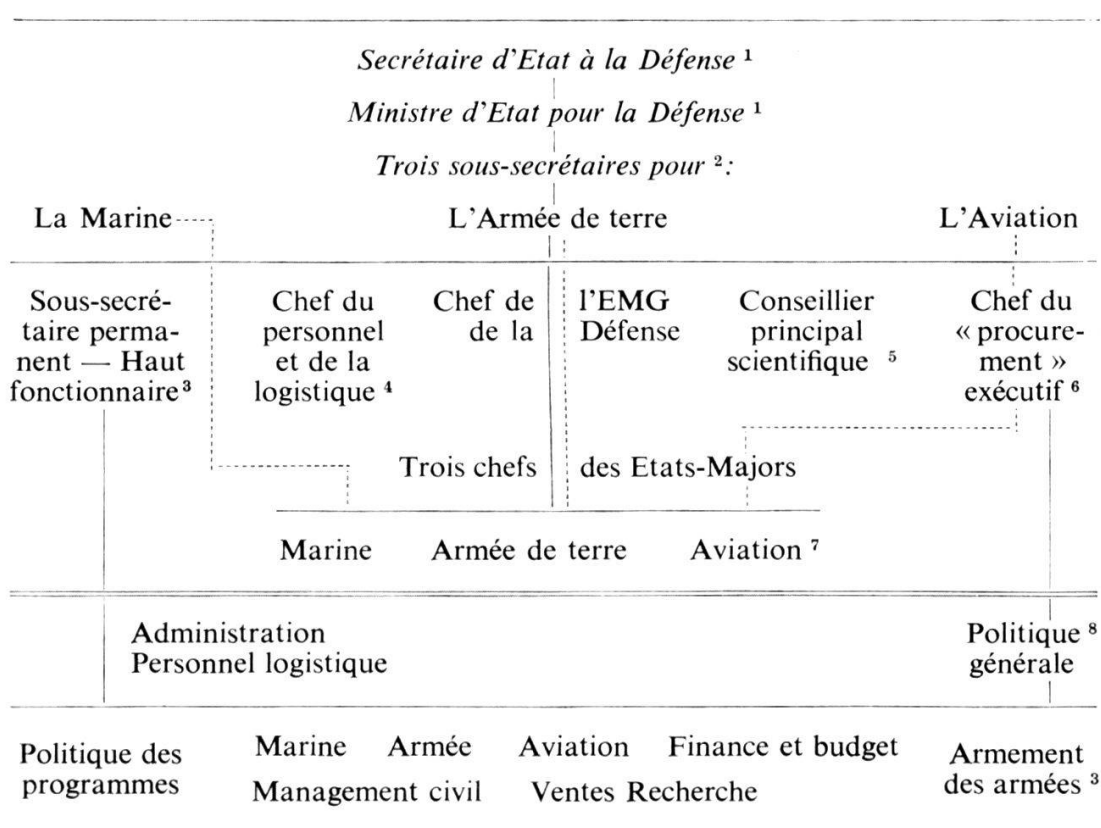 Secrétaire d'Etat à la Défense ¹
Ministre d'Etat pour la Défense ¹
Trois sous-secrétaires pour ²:
La Marine L'Armée de terre L'Aviation
Sous-secré-
taire perma-
nent — Haut
fonctionnaire ³
Chef du
personnel
et de la
logistique ⁴
Chef de l'EMG
de la Défense
Conseillier
principal
scientifique ⁵
Chef du
« procure-
ment »
exécutif ⁶
Trois chefs des Etats-Majors
Marine Armée de terre Aviation ⁷
Administration
Personnel logistique
Politique ⁸
générale
Politique des
programmes
Marine Armée Aviation Finance et budget
Management civil Ventes Recherche
Armement
des armées ³